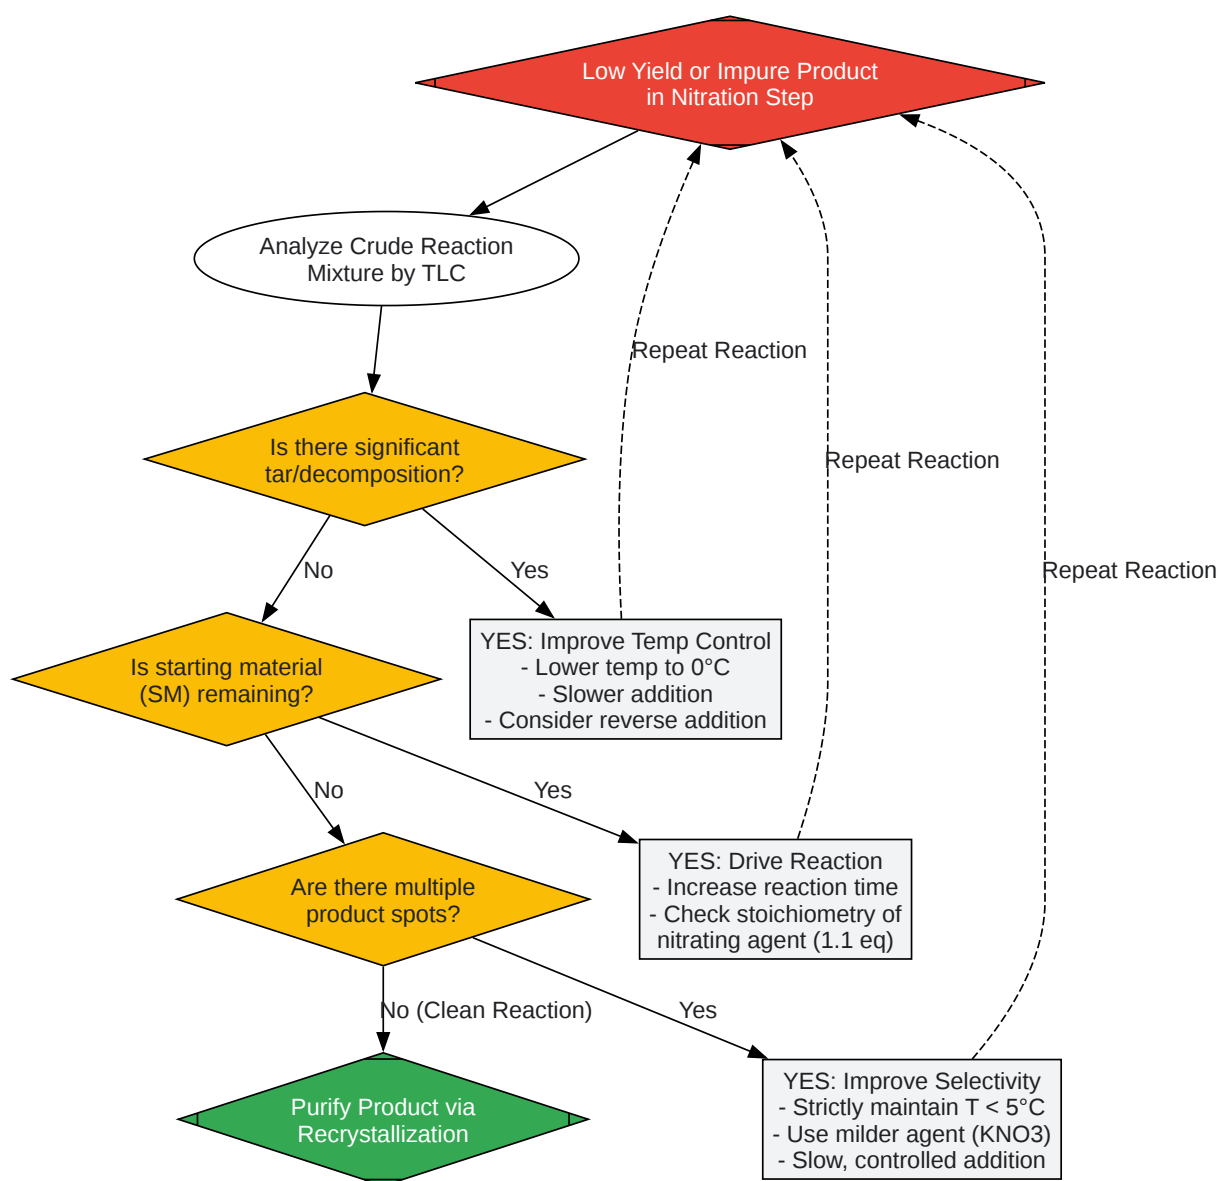 Low Yield or Impure Product
in Nitration Step
Analyze Crude Reaction
Mixture by TLC
Repeat Reaction
Is there significant
tar/decomposition?
Repeat Reaction
No
Yes
Repeat Reaction
Is starting material
(SM) remaining?
YES: Improve Temp Control
- Lower temp to 0°C
- Slower addition
- Consider reverse addition
No
Yes
Are there multiple
product spots?
YES: Drive Reaction
- Increase reaction time
- Check stoichiometry of
nitrating agent (1.1 eq)
No (Clean Reaction)
Yes
Purify Product via
Recrystallization
YES: Improve Selectivity
- Strictly maintain T < 5°C
- Use milder agent (KNO3)
- Slow, controlled addition